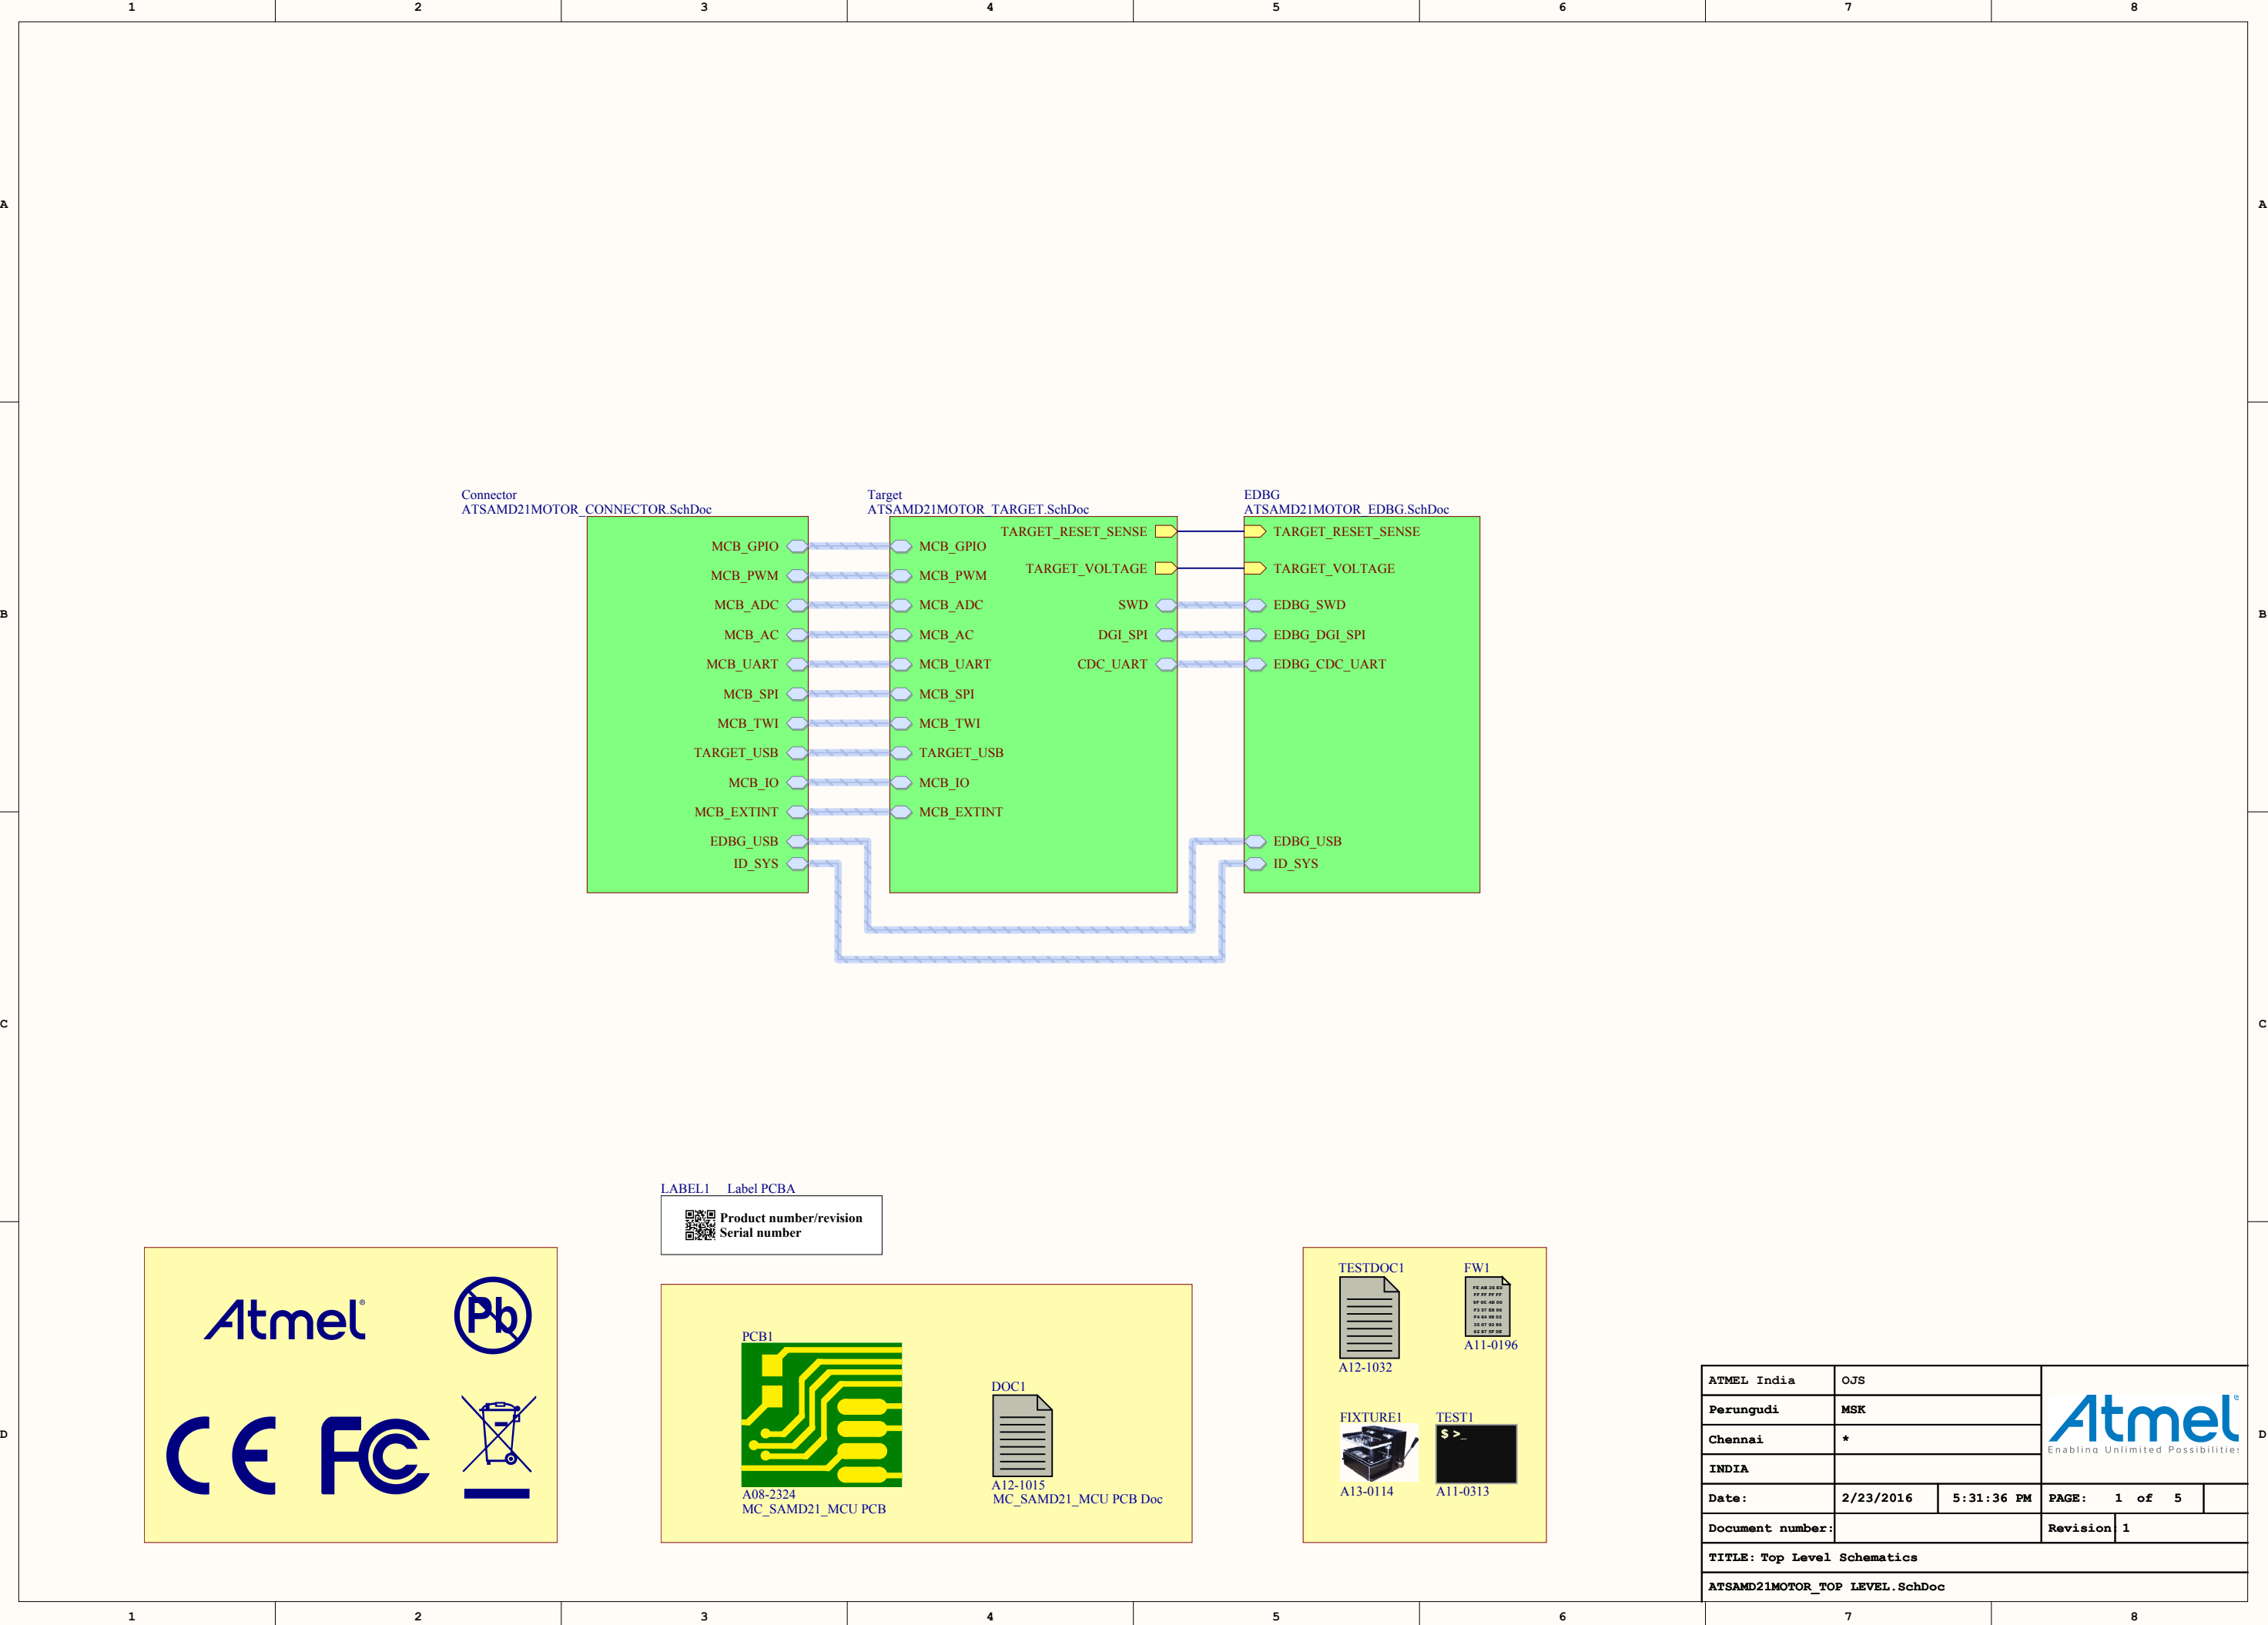 1 2 3 4 5 6 7 8
A A
B B
C C
D D
Connector
ATSAMD21MOTOR_CONNECTOR.SchDoc
MCB_GPIO
MCB_PWM
MCB_ADC
MCB_AC
MCB_UART
MCB_SPI
MCB_TWI
TARGET_USB
MCB_IO
MCB_EXTINT
EDBG_USB
ID_SYS
Target
ATSAMD21MOTOR_TARGET.SchDoc
MCB_GPIO
MCB_PWM
MCB_ADC
MCB_AC
MCB_UART
MCB_SPI
MCB_TWI
TARGET_USB
MCB_IO
MCB_EXTINT
TARGET_RESET_SENSE
TARGET_VOLTAGE
SWD
DGI_SPI
CDC_UART
EDBG
ATSAMD21MOTOR_EDBG.SchDoc
TARGET_RESET_SENSE
TARGET_VOLTAGE
EDBG_SWD
EDBG_DGI_SPI
EDBG_CDC_UART
EDBG_USB
ID_SYS
LABEL1 Label PCBA
Product number/revision
Serial number
Atmel®
Pb
CE FC
PCB1
A08-2324
MC_SAMD21_MCU PCB
DOC1
A12-1015
MC_SAMD21_MCU PCB Doc
TESTDOC1
A12-1032
FW1
A11-0196
FIXTURE1
A13-0114
TEST1
$ >_
A11-0313
ATMEL India OJS
Perungudi MSK
Chennai *
INDIA
Atmel
Enabling Unlimited Possibilities
Date: 2/23/2016 5:31:36 PM PAGE: 1 of 5
Document number: Revision: 1
TITLE: Top Level Schematics
ATSAMD21MOTOR_TOP LEVEL.SchDoc
1 2 3 4 5 6 7 8